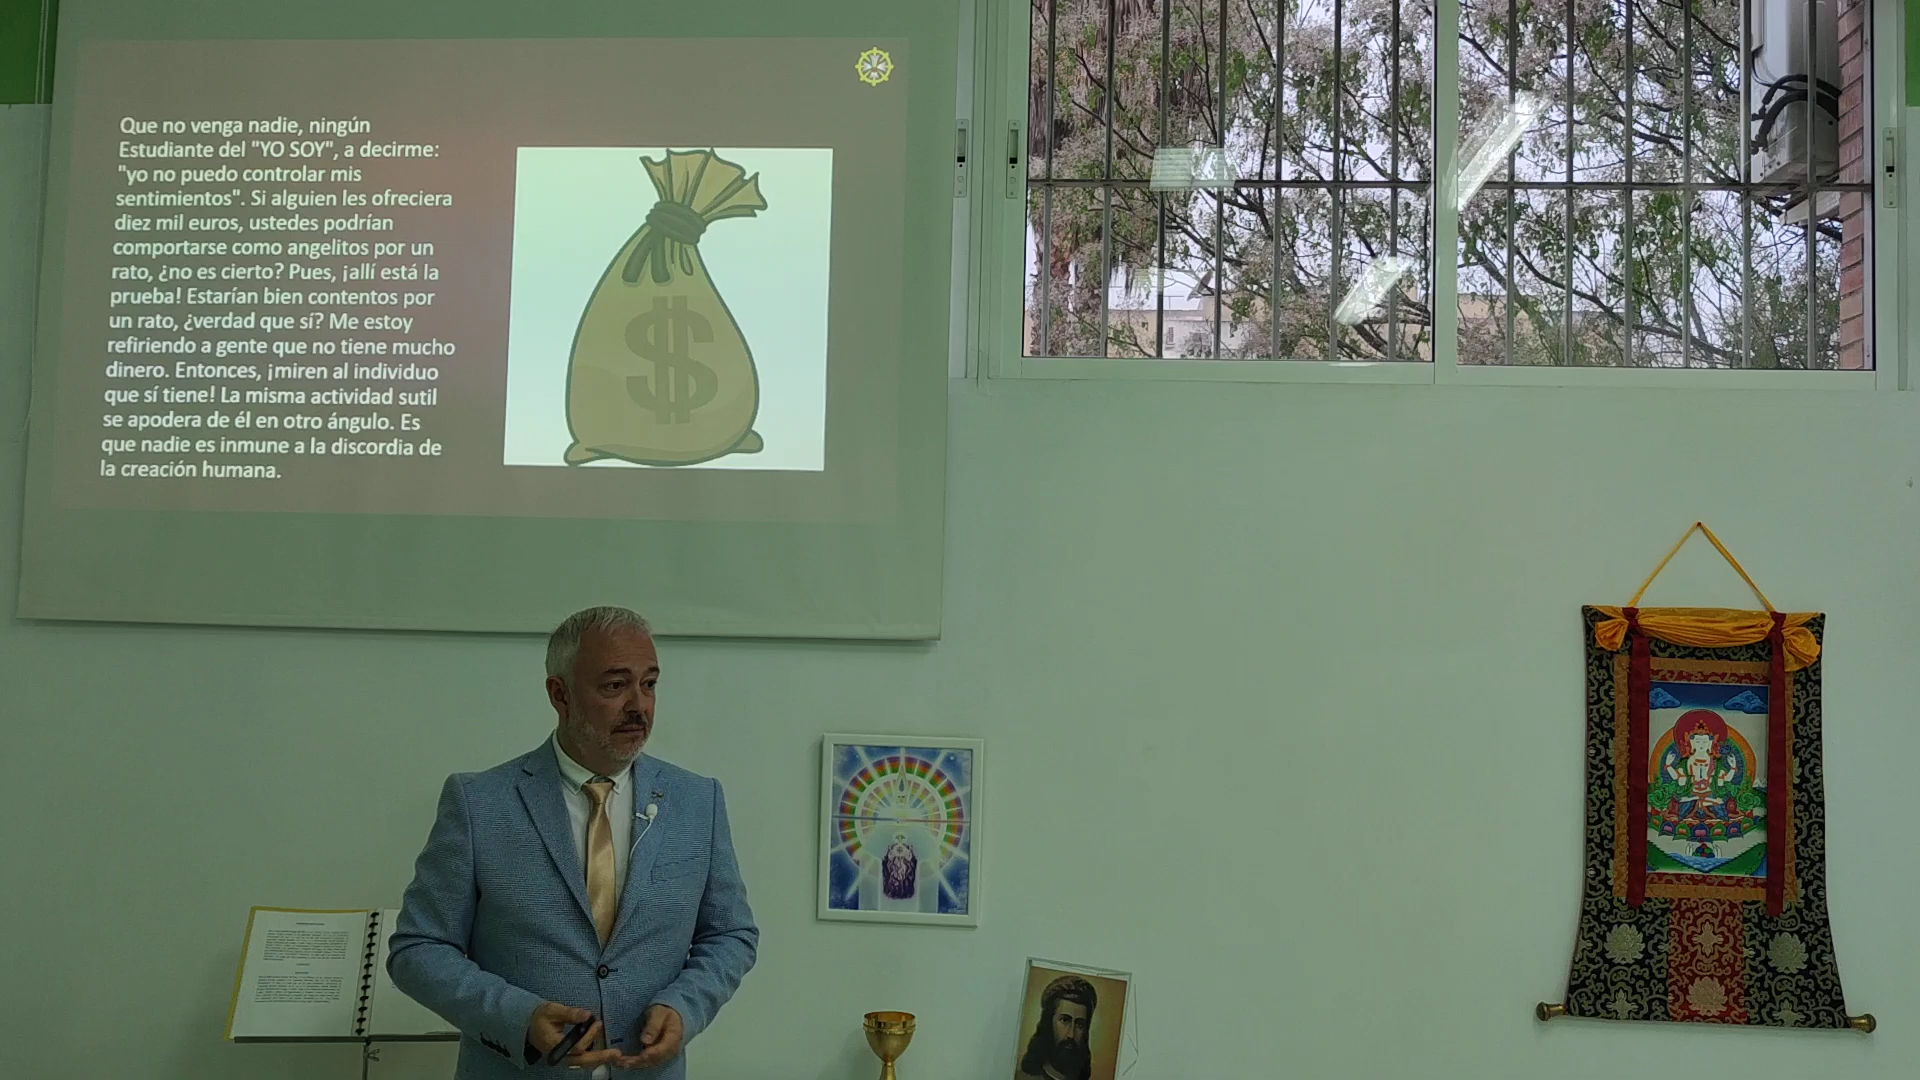 Que no venga nadie, ningún
Estudiante del "YO SOY", a decirme:
"yo no puedo controlar mis
sentimientos". Si alguien les ofreciera
diez mil euros, ustedes podrían
comportarse como angelitos por un
rato, ¿no es cierto? Pues, ¡allí está la
prueba! Estarían bien contentos por
un rato, ¿verdad que sí? Me estoy
refiriendo a gente que no tiene mucho
dinero. Entonces, ¡miren al individuo
que sí tiene! La misma actividad sutil
se apodera de él en otro ángulo. Es
que nadie es inmune a la discordia de
la creación humana.
$